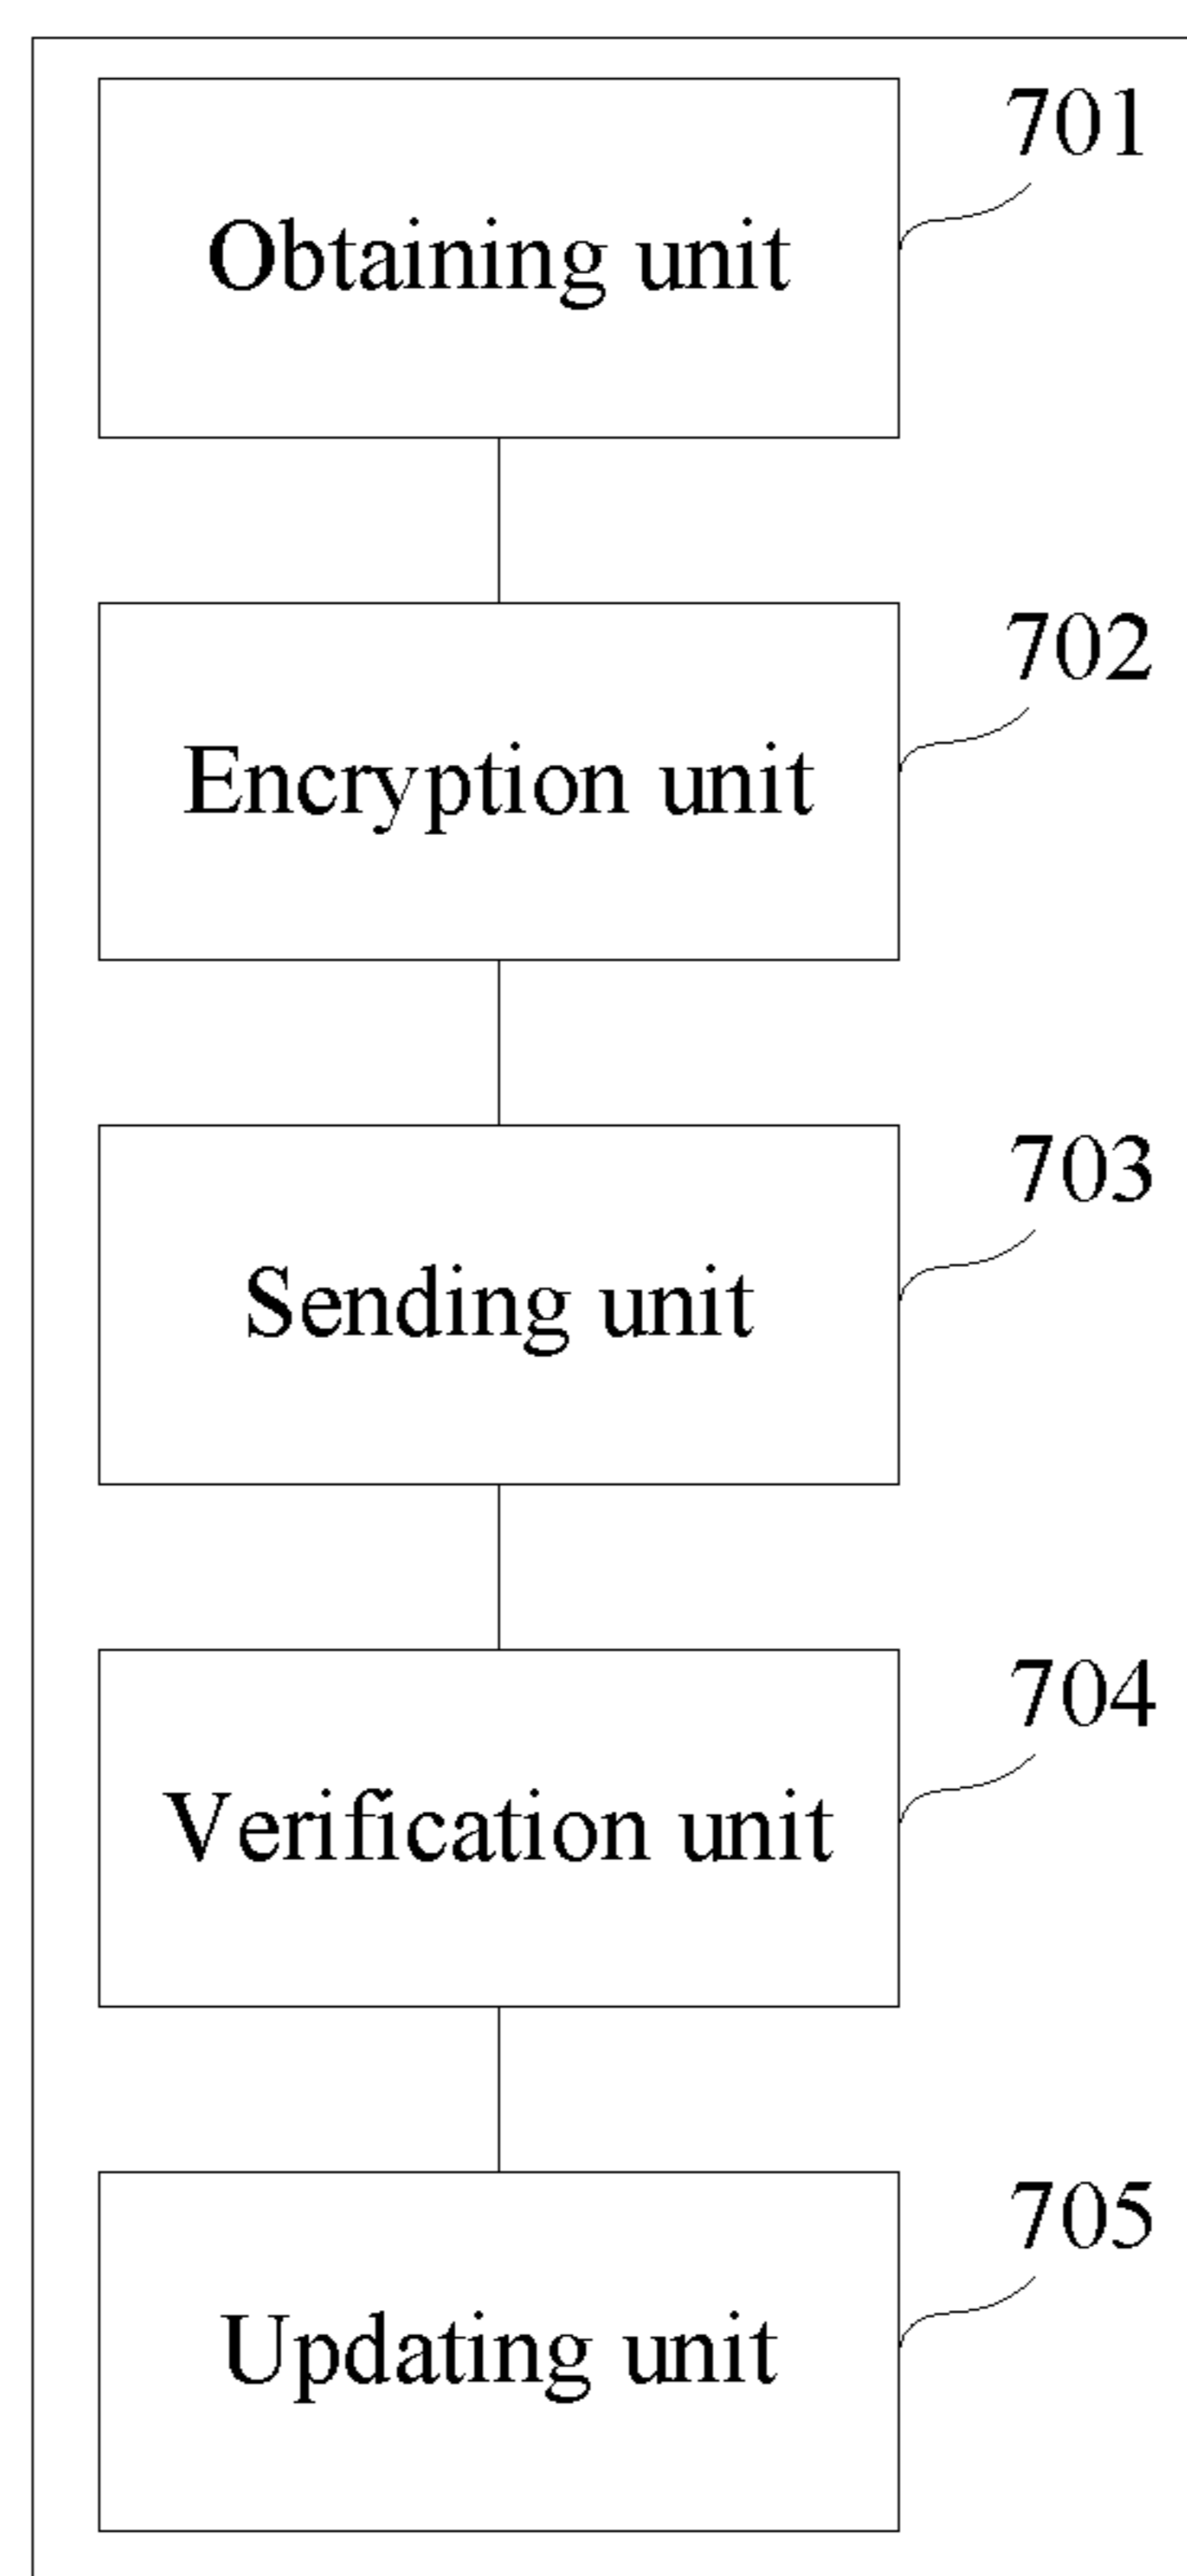 701
Obtaining unit
702
Encryption unit
703
Sending unit
704
Verification unit
705
Updating unit